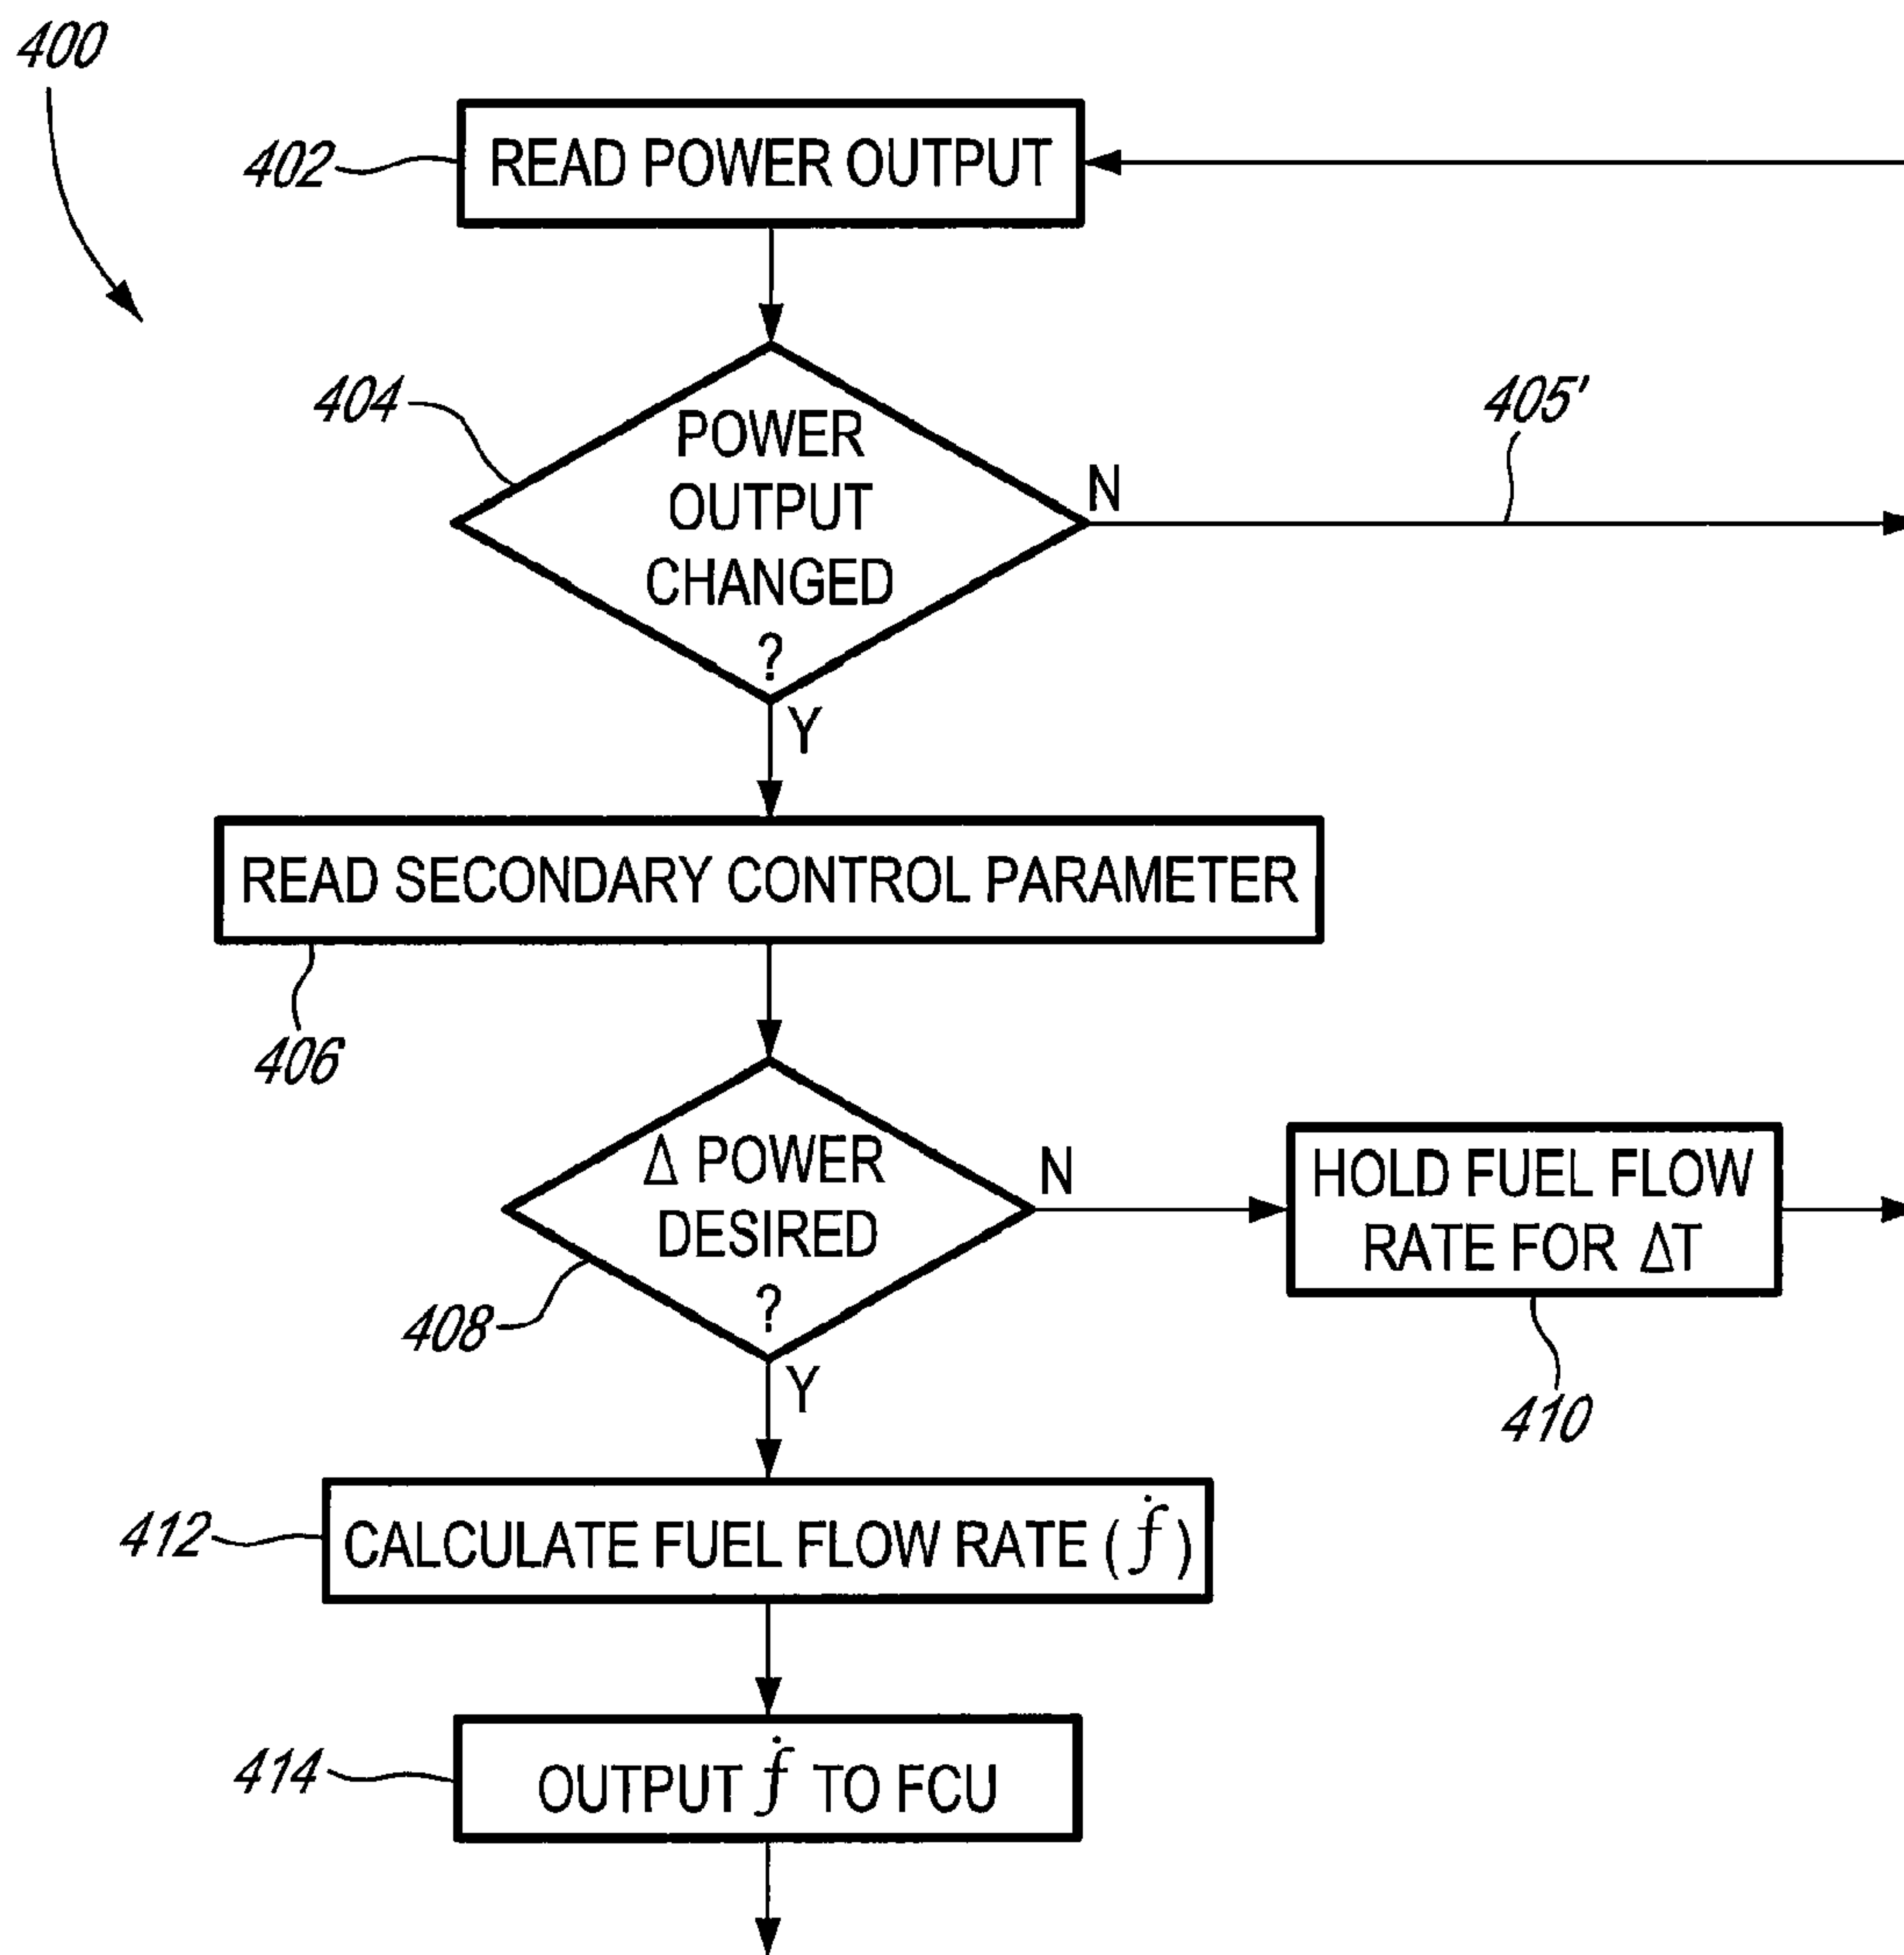 400
402
READ POWER OUTPUT
404
POWER
OUTPUT
CHANGED
?
N
405'
Y
READ SECONDARY CONTROL PARAMETER
406
Δ POWER
DESIRED
?
N
408
Y
HOLD FUEL FLOW
RATE FOR ΔT
410
412
CALCULATE FUEL FLOW RATE (ḟ)
414
OUTPUT ḟ TO FCU